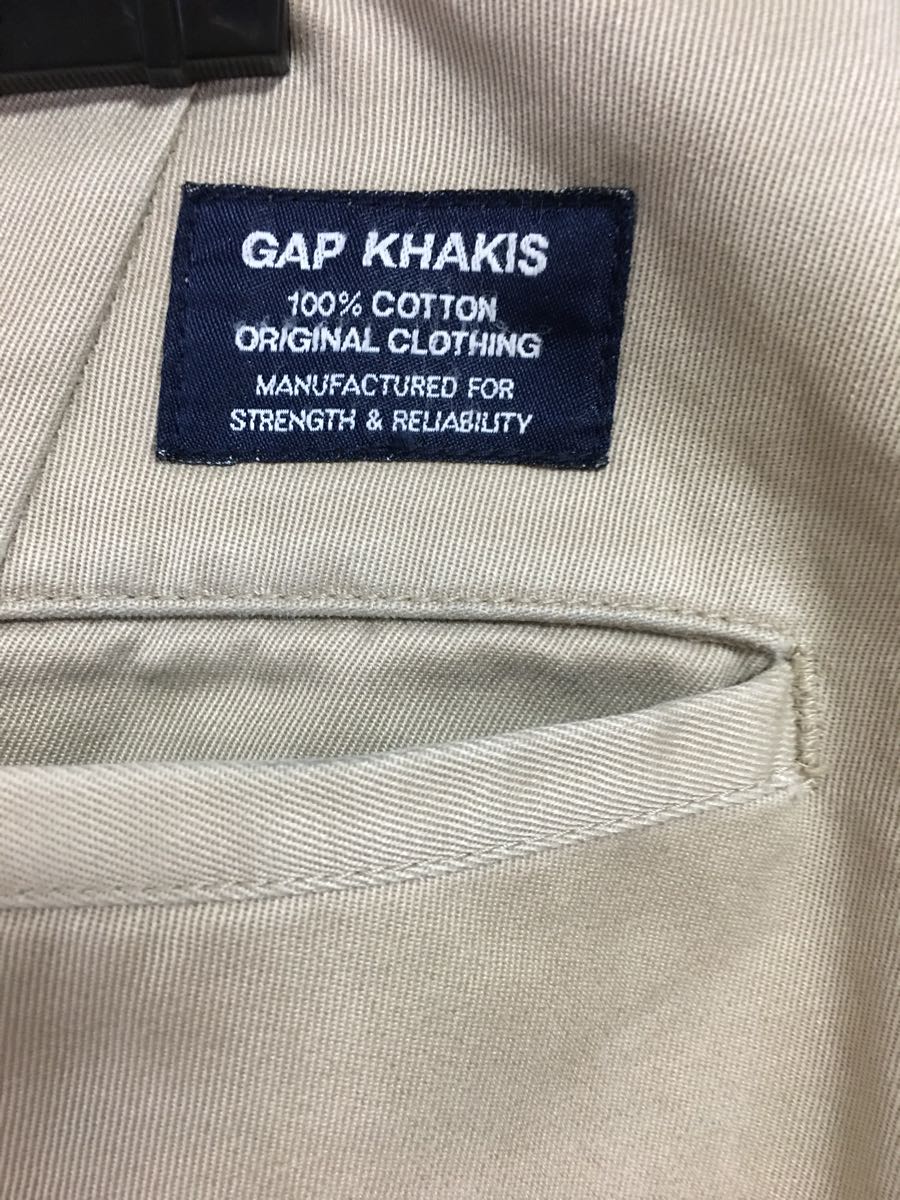 GAP KHAKIS
100% COTTON
ORIGINAL CLOTHING
MANUFACTURED FOR
STRENGTH & RELIABILITY